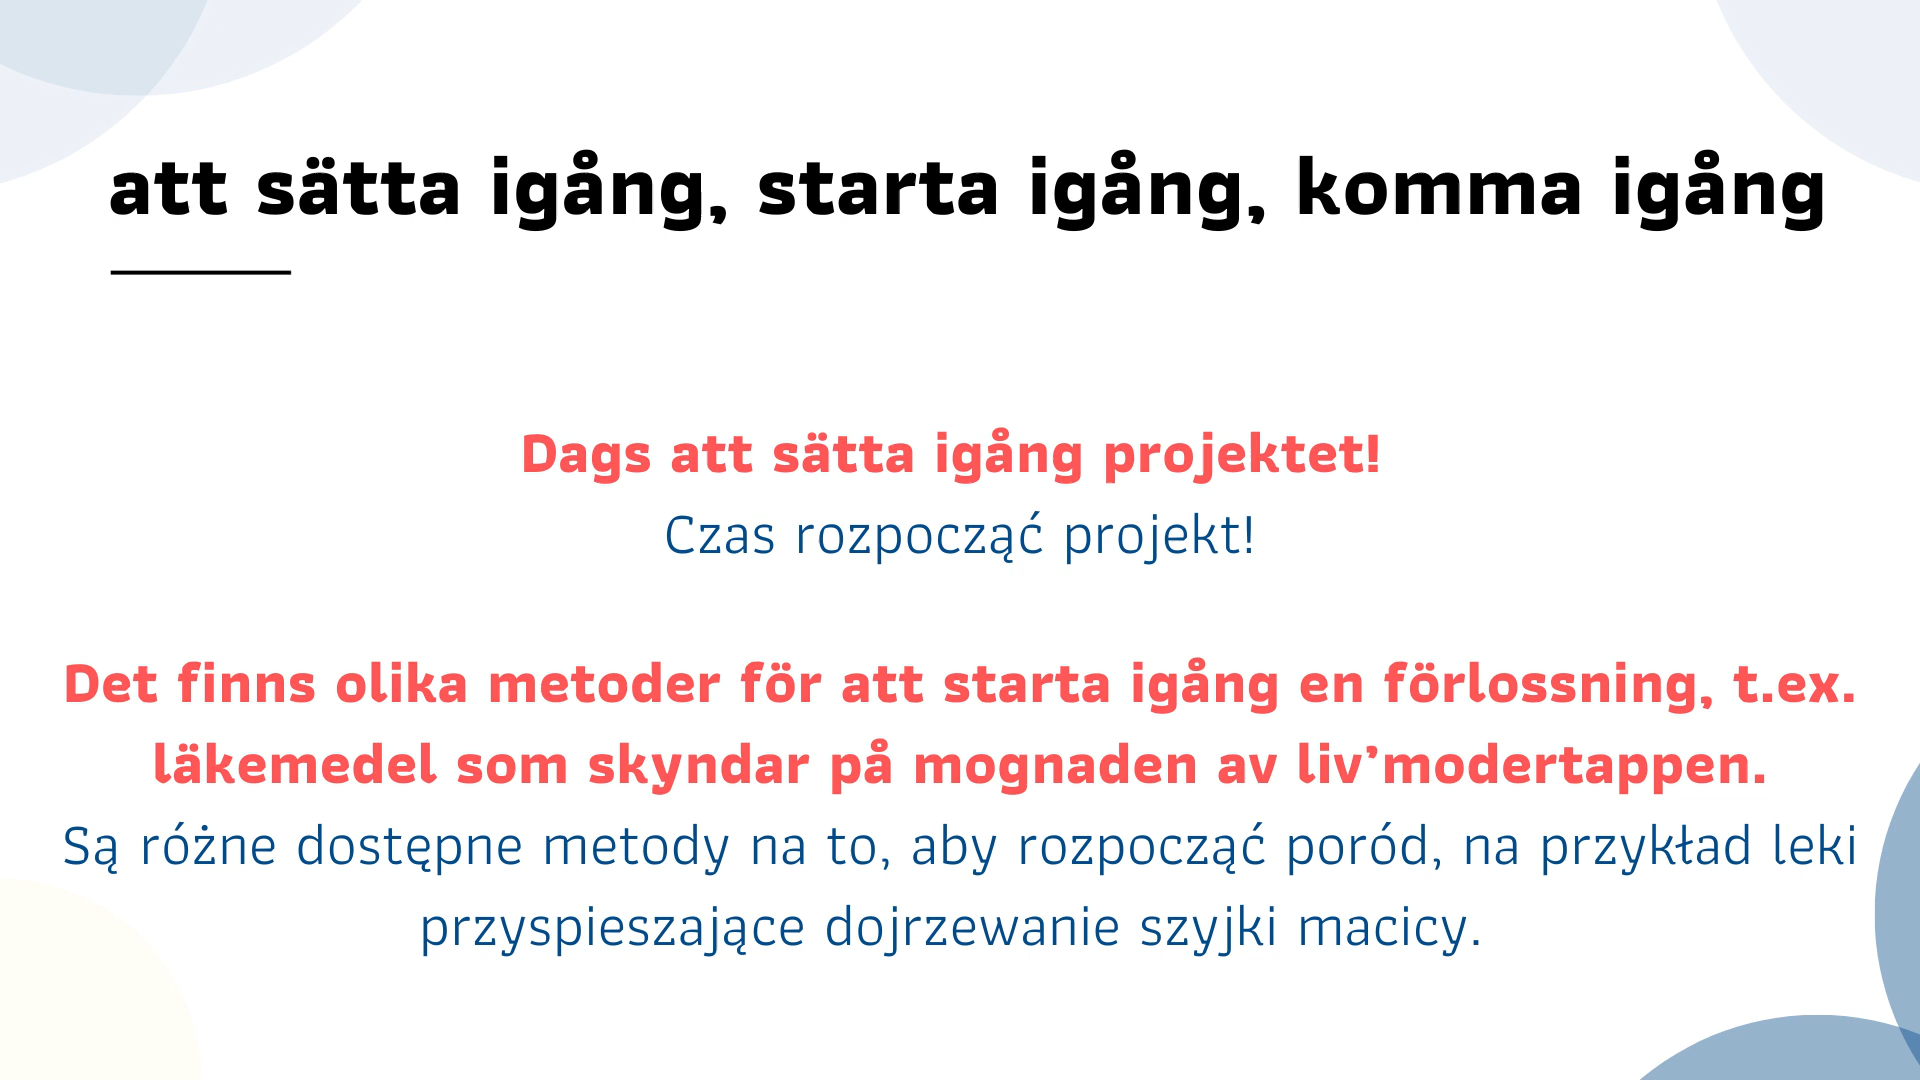 att sätta igång, starta igång, komma igång
Dags att sätta igång projektet!
Czas rozpocząć projekt!
Det finns olika metoder för att starta igång en förlossning, t.ex.
läkemedel som skyndar på mognaden av liv’modertappen.
Są różne dostępne metody na to, aby rozpocząć poród, na przykład leki
przyspieszające dojrzewanie szyjki macicy.